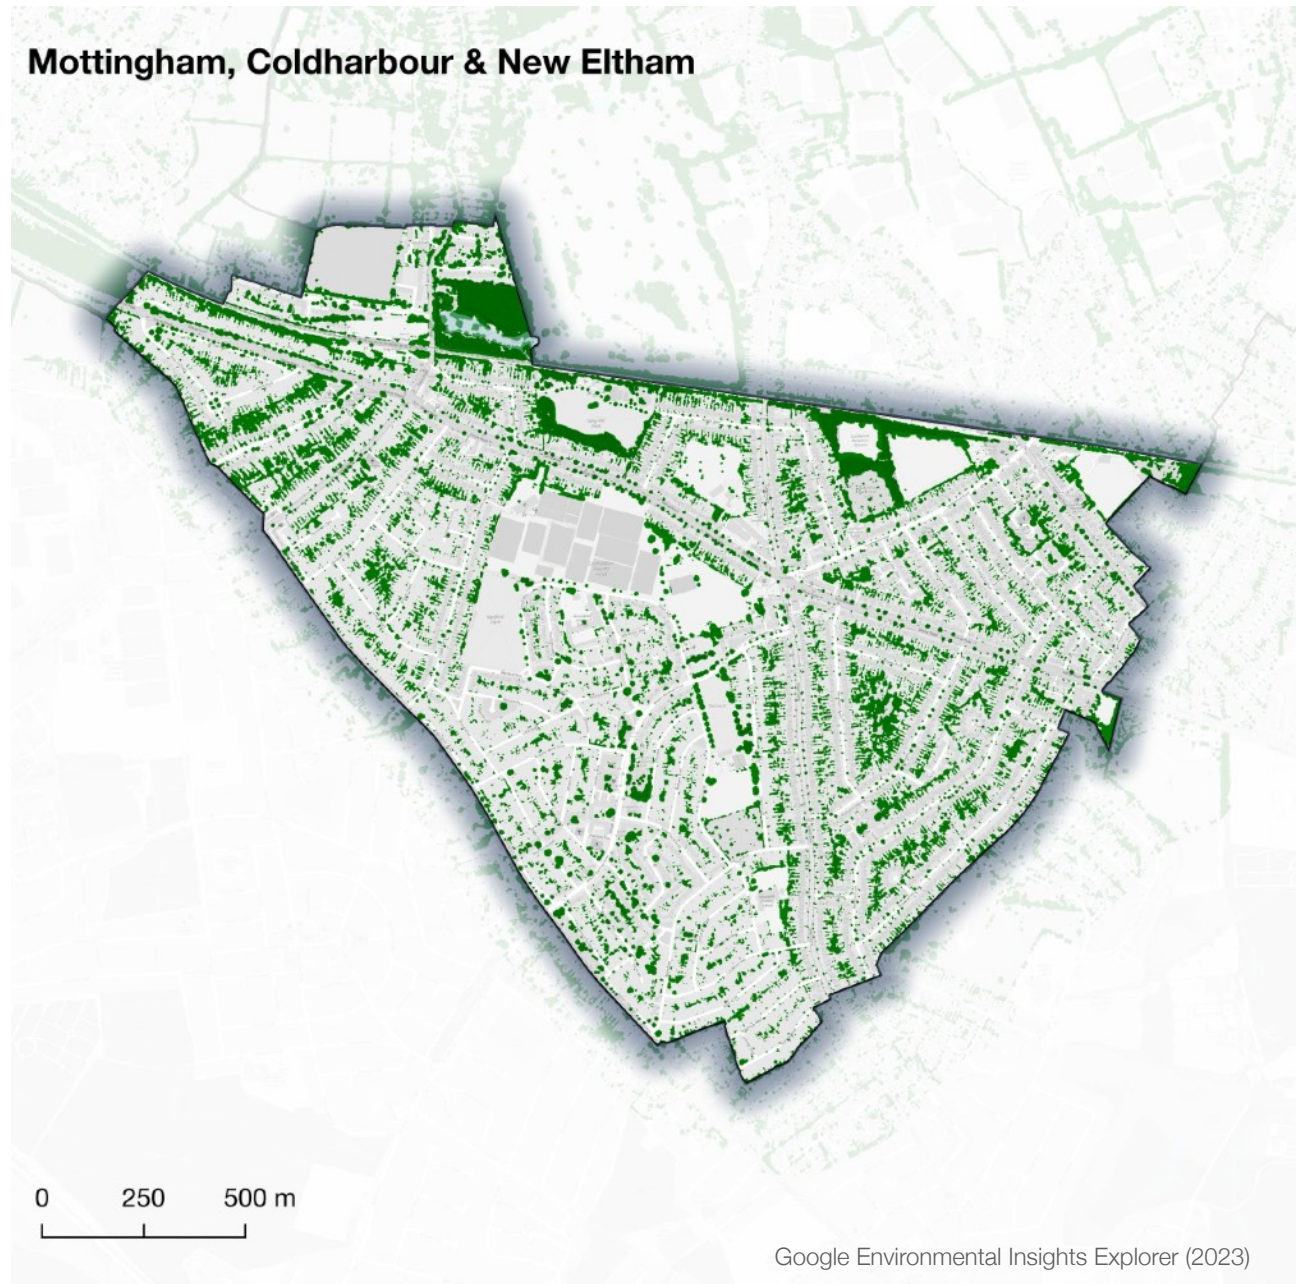 Mottingham, Coldharbour & New Eltham
0 250 500 m
Google Environmental Insights Explorer (2023)